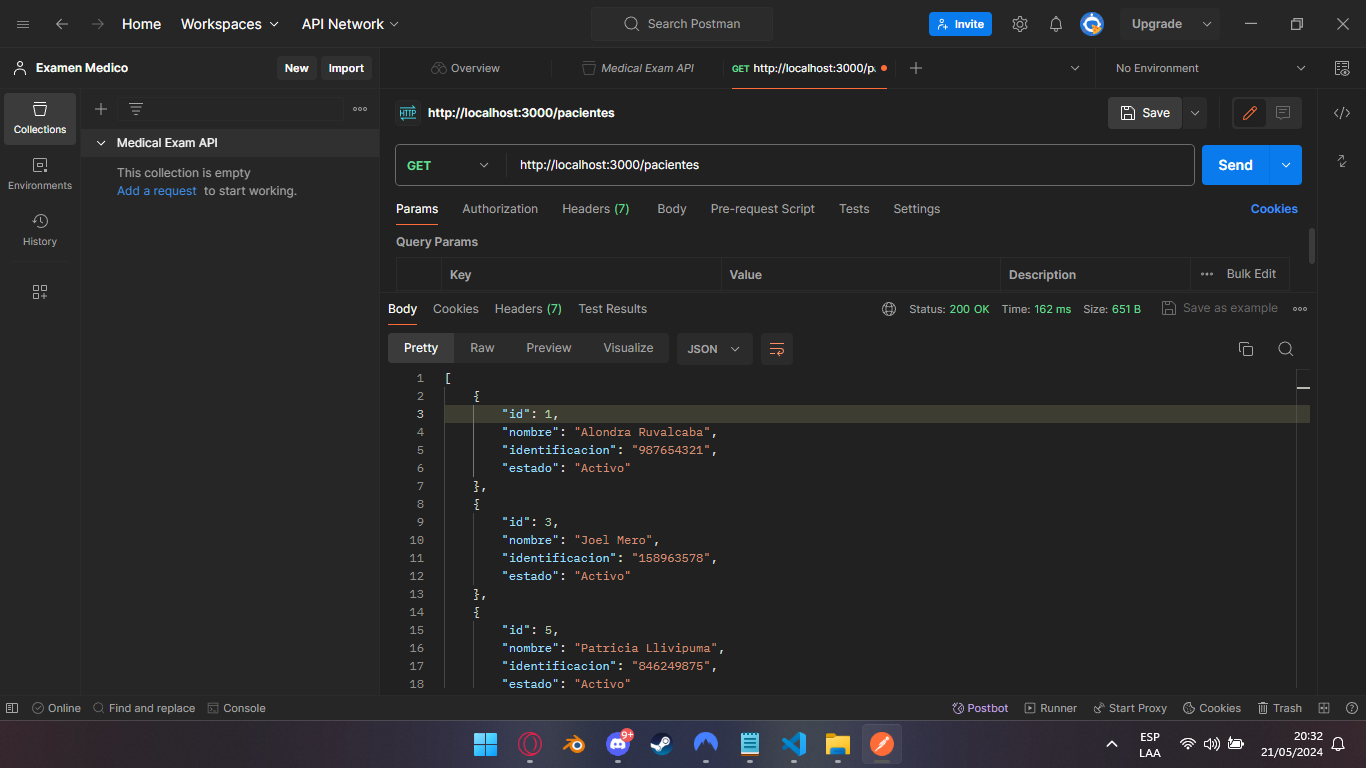 Home Workspaces API Network Search Postman Invite Upgrade
Examen Medico New Import Overview Medical Exam API GET http://localhost:3000/pa No Environment
Collections
Environments
History
Medical Exam API
This collection is empty
Add a request to start working.
HTTP http://localhost:3000/pacientes Save
GET http://localhost:3000/pacientes Send
Params Authorization Headers (7) Body Pre-request Script Tests Settings Cookies
Query Params
Key Value Description Bulk Edit
Body Cookies Headers (7) Test Results Status: 200 OK Time: 162 ms Size: 651 B Save as example
Pretty Raw Preview Visualize JSON
1 [
2 {
3 "id": 1,
4 "nombre": "Alondra Ruvalcaba",
5 "identificacion": "987654321",
6 "estado": "Activo"
7 },
8 {
9 "id": 3,
10 "nombre": "Joel Mero",
11 "identificacion": "158963578",
12 "estado": "Activo"
13 },
14 {
15 "id": 5,
16 "nombre": "Patricia Llivipuma",
17 "identificacion": "846249875",
18 "estado": "Activo"
Online Find and replace Console Postbot Runner Start Proxy Cookies Trash
9+
ESP
LAA
20:32
21/05/2024